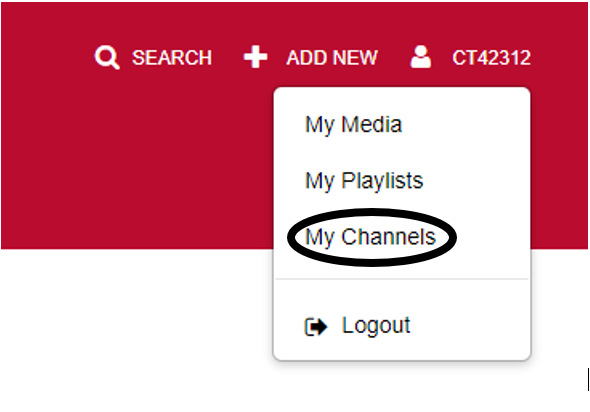 SEARCH ADD NEW CT42312
My Media
My Playlists
My Channels
Logout